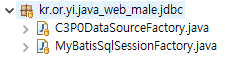 kr.or.yi.java_web_male.jdbc
C3P0DataSourceFactory.java
MyBatisSqlSessionFactory.java